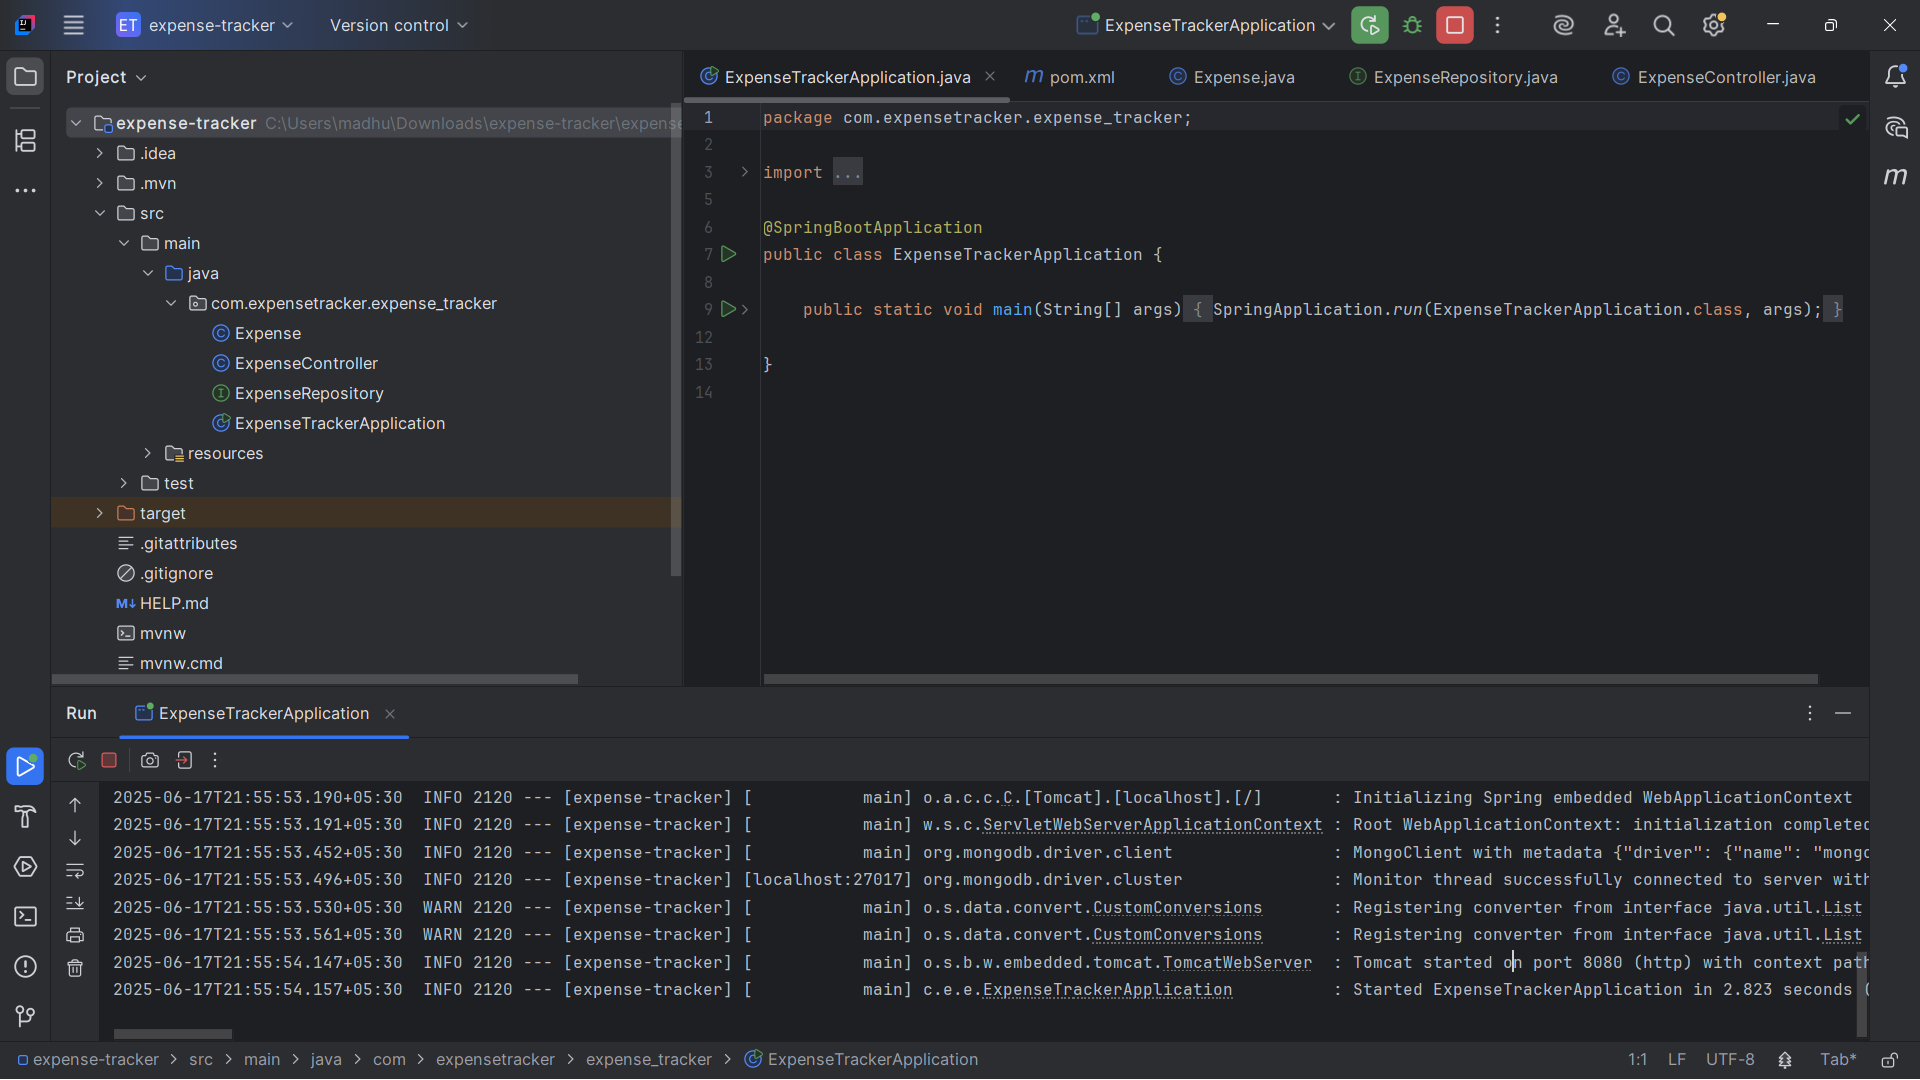 ET expense-tracker Version control ExpenseTrackerApplication
Project
expense-tracker C:\Users\madhu\Downloads\expense-tracker\expens
.idea
.mvn
src
main
java
com.expensetracker.expense_tracker
Expense
ExpenseController
ExpenseRepository
ExpenseTrackerApplication
resources
test
target
.gitattributes
.gitignore
HELP.md
mvnw
mvnw.cmd
ExpenseTrackerApplication.java pom.xml Expense.java ExpenseRepository.java ExpenseController.java
1 package com.expensetracker.expense_tracker;
2
3 import ...
5
6 @SpringBootApplication
7 public class ExpenseTrackerApplication {
8
9 public static void main(String[] args) { SpringApplication.run(ExpenseTrackerApplication.class, args); }
12
13 }
14
Run ExpenseTrackerApplication
2025-06-17T21:55:53.190+05:30 INFO 2120 --- [expense-tracker] [ main] o.a.c.c.C.[Tomcat].[localhost].[/] : Initializing Spring embedded WebApplicationContext
2025-06-17T21:55:53.191+05:30 INFO 2120 --- [expense-tracker] [ main] w.s.c.ServletWebServerApplicationContext : Root WebApplicationContext: initialization completed
2025-06-17T21:55:53.452+05:30 INFO 2120 --- [expense-tracker] [ main] org.mongodb.driver.client : MongoClient with metadata {"driver": {"name": "mongo
2025-06-17T21:55:53.496+05:30 INFO 2120 --- [expense-tracker] [localhost:27017] org.mongodb.driver.cluster : Monitor thread successfully connected to server with
2025-06-17T21:55:53.530+05:30 WARN 2120 --- [expense-tracker] [ main] o.s.data.convert.CustomConversions : Registering converter from interface java.util.List
2025-06-17T21:55:53.561+05:30 WARN 2120 --- [expense-tracker] [ main] o.s.data.convert.CustomConversions : Registering converter from interface java.util.List
2025-06-17T21:55:54.147+05:30 INFO 2120 --- [expense-tracker] [ main] o.s.b.w.embedded.tomcat.TomcatWebServer : Tomcat started on port 8080 (http) with context path
2025-06-17T21:55:54.157+05:30 INFO 2120 --- [expense-tracker] [ main] c.e.e.ExpenseTrackerApplication : Started ExpenseTrackerApplication in 2.823 seconds (
expense-tracker > src > main > java > com > expensetracker > expense_tracker > ExpenseTrackerApplication 1:1 LF UTF-8 Tab*